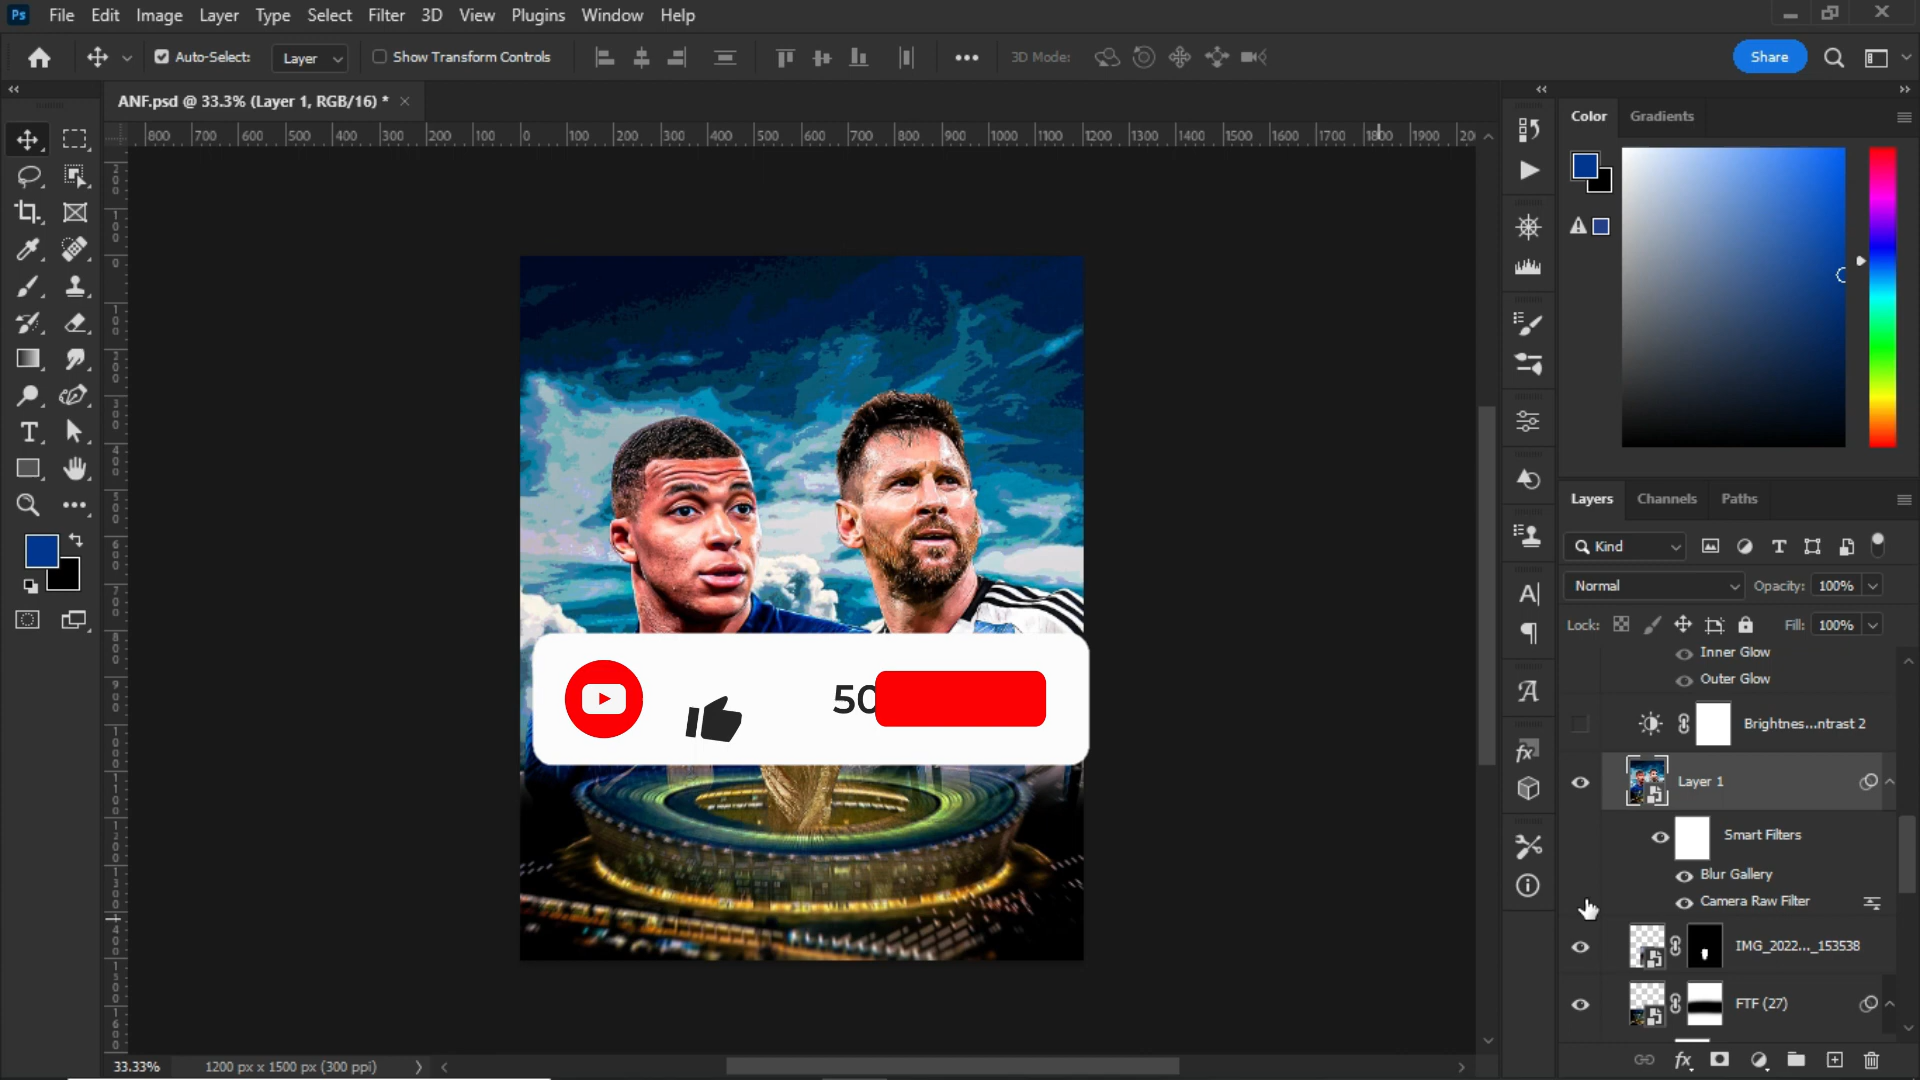 Ps File Edit Image Layer Type Select Filter 3D View Plugins Window Help
Auto-Select: Layer Show Transform Controls 3D Mode: Share
ANF.psd @ 33.3% (Layer 1, RGB/16) *
800 700 600 500 400 300 200 100 0 100 200 300 400 500 600 700 800 900 1000 1100 1200 1300 1400 1500 1600 1700 1800 1900
Color Gradients
50
Layers Channels Paths
Kind
Normal Opacity: 100%
Lock: Fill: 100%
Inner Glow
Outer Glow
Brightnes...ntrast 2
Layer 1
Smart Filters
Blur Gallery
Camera Raw Filter
IMG_2022..._153538
FTF (27)
33.33% 1200 px x 1500 px (300 ppi)